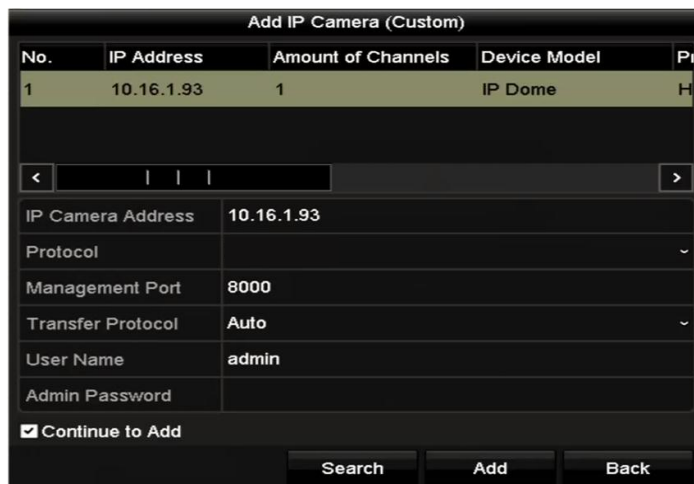 Add IP Camera (Custom)
No. IP Address Amount of Channels Device Model
1 10.16.1.93 1 IP Dome
IP Camera Address 10.16.1.93
Protocol
Management Port 8000
Transfer Protocol Auto
User Name admin
Admin Password
Continue to Add
Search Add Back